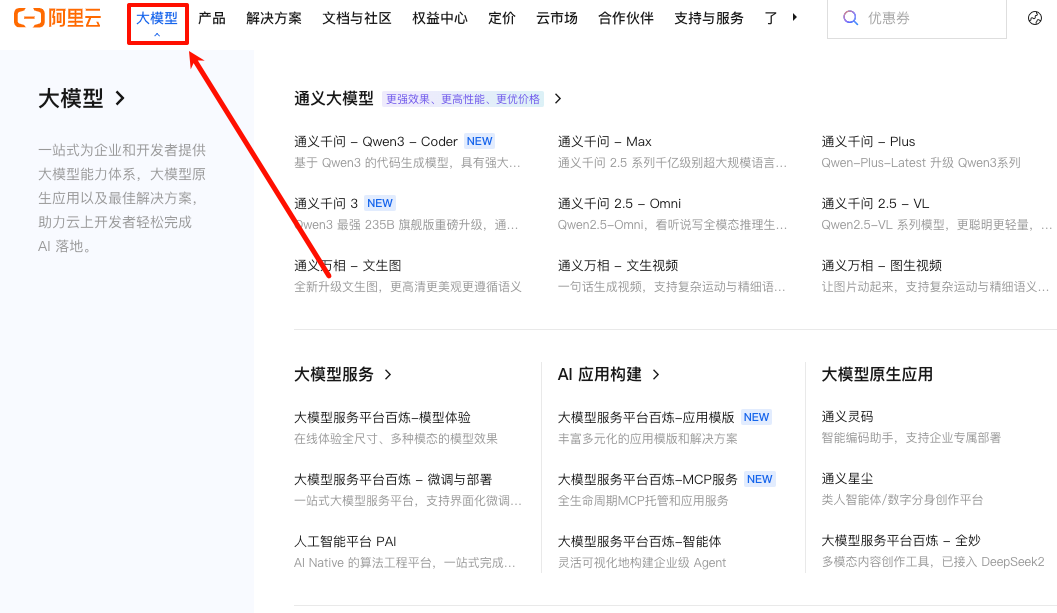 阿里云
大模型 产品 解决方案 文档与社区 权益中心 定价 云市场 合作伙伴 支持与服务 了 优惠券
大模型
一站式为企业和开发者提供
大模型能力体系，大模型原
生应用以及最佳解决方案，
助力云上开发者轻松完成
AI 落地。
通义大模型 更强效果、更高性能、更优价格
通义千问 – Qwen3 – Coder NEW
基于 Qwen3 的代码生成模型，具有强大...
通义千问 – Max
通义千问 2.5 系列千亿级别超大规模语言...
通义千问 – Plus
Qwen-Plus-Latest 升级 Qwen3系列
通义千问 3 NEW
Qwen3 最强 235B 旗舰版重磅升级，通...
通义千问 2.5 – Omni
Qwen2.5-Omni，看听说写全模态推理生...
通义千问 2.5 – VL
Qwen2.5-VL 系列模型，更聪明更轻量，...
通义万相 – 文生图
全新升级文生图，更高清更美观更遵循语义
通义万相 – 文生视频
一句话生成视频，支持复杂运动与精细语...
通义万相 – 图生视频
让图片动起来，支持复杂运动与精细语义...
大模型服务
大模型服务平台百炼-模型体验
在线体验全尺寸、多种模态的模型效果
大模型服务平台百炼 – 微调与部署
一站式大模型服务平台，支持界面化微调...
人工智能平台 PAI
AI Native 的算法工程平台，一站式完成...
AI 应用构建
大模型服务平台百炼-应用模版 NEW
丰富多元化的应用模版和解决方案
大模型服务平台百炼-MCP服务 NEW
全生命周期MCP托管和应用服务
大模型服务平台百炼-智能体
灵活可视化地构建企业级 Agent
大模型原生应用
通义灵码
智能编码助手，支持企业专属部署
通义星尘
类人智能体/数字分身创作平台
大模型服务平台百炼 – 全妙
多模态内容创作工具，已接入 DeepSeek2